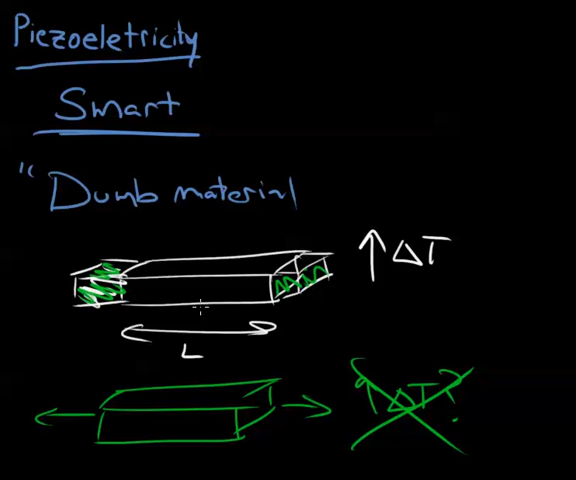 Piezoeletricity
Smart
"Dumb material
↑ ΔT
L
↑ ΔT?